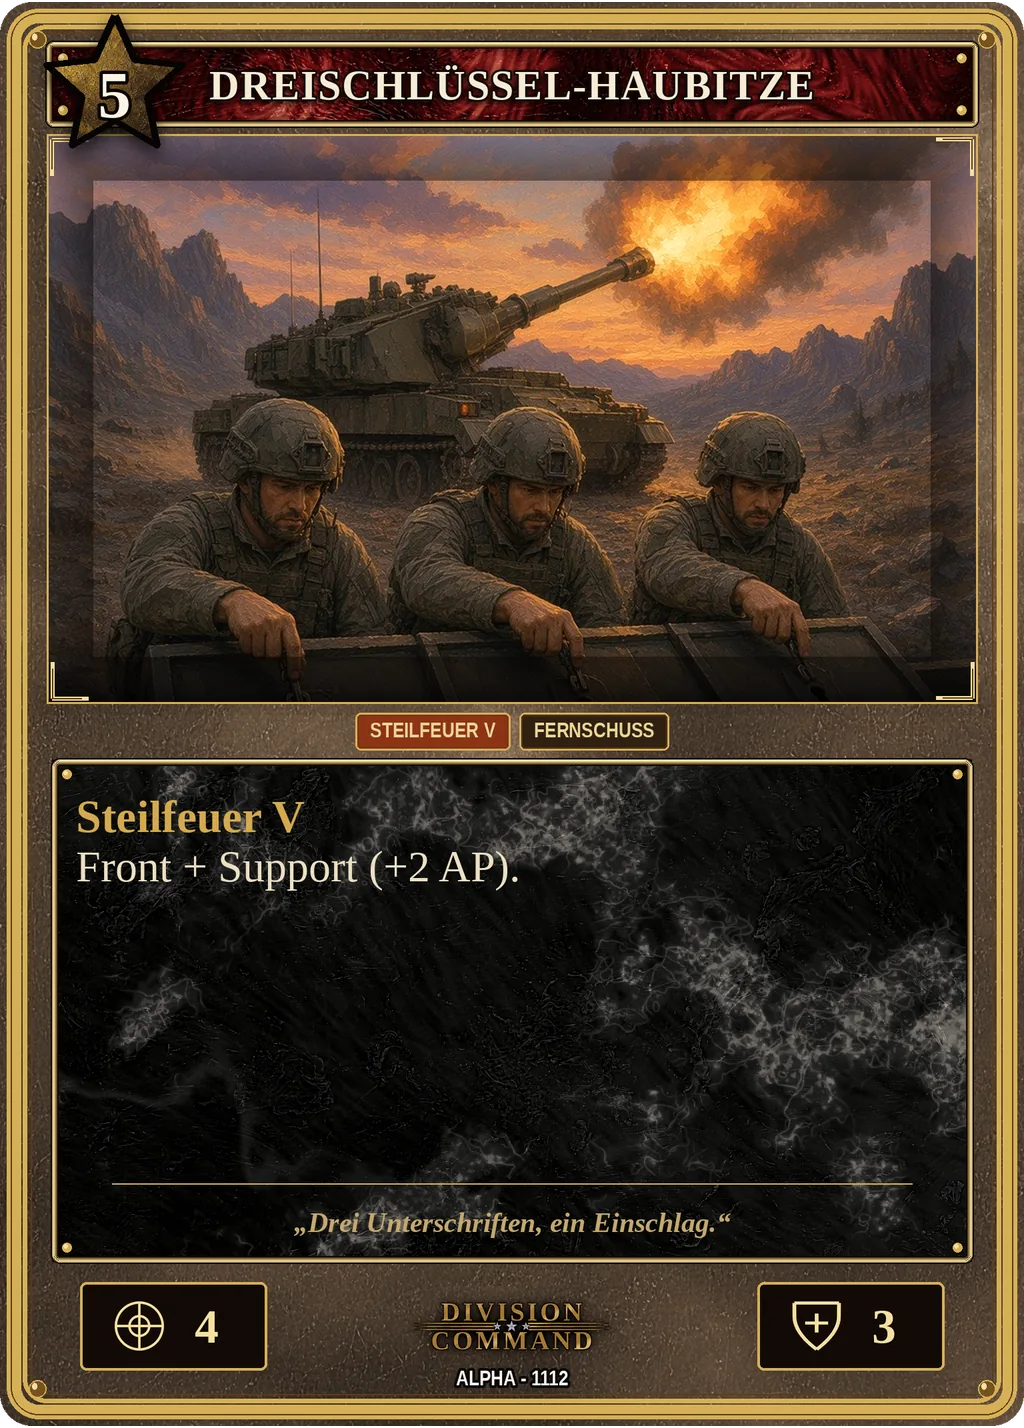 5
DREISCHLÜSSEL-HAUBITZE
STEILFEUER V
FERNSCHUSS
Steilfeuer V
Front + Support (+2 AP).
„Drei Unterschriften, ein Einschlag.“
4
DIVISION
COMMAND
ALPHA - 1112
3